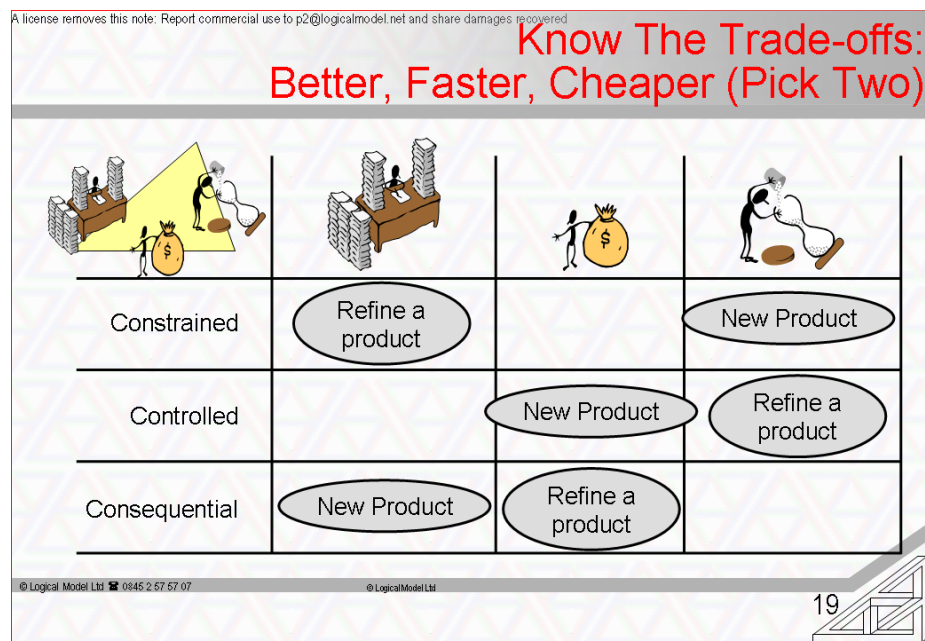 A license removes this note: Report commercial use to p2@logicalmodel.net and share damages recovered
Know The Trade-offs:
Better, Faster, Cheaper (Pick Two)
$
$
Constrained
Refine a
product
New Product
Controlled
New Product
Refine a
product
Consequential
New Product
Refine a
product
© Logical Model Ltd ☎ 0845 2 57 57 07
© Logical Model Ltd
19